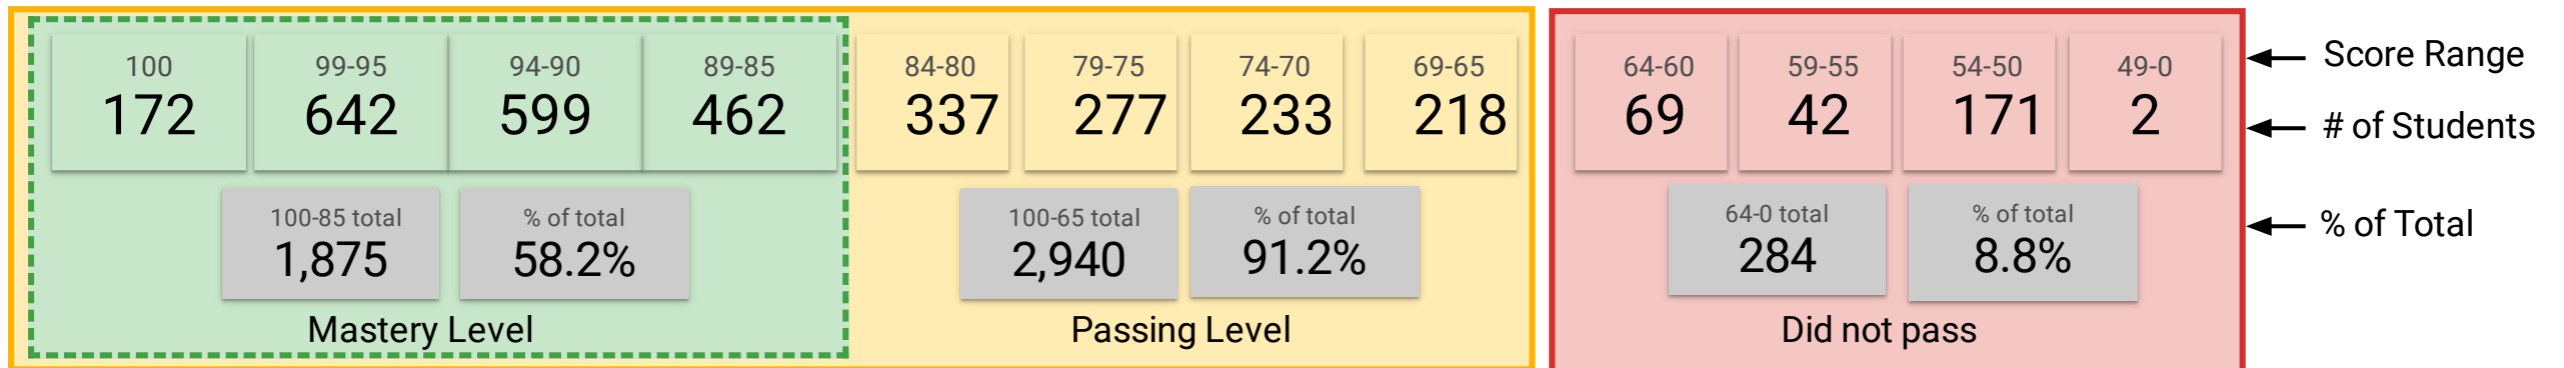 100 99-95 94-90 89-85 84-80 79-75 74-70 69-65 64-60 59-55 54-50 49-0 Score Range
172 642 599 462 337 277 233 218 69 42 171 2 # of Students
100-85 total % of total 100-65 total % of total 64-0 total % of total % of Total
1,875 58.2% 2,940 91.2% 284 8.8%
Mastery Level Passing Level Did not pass